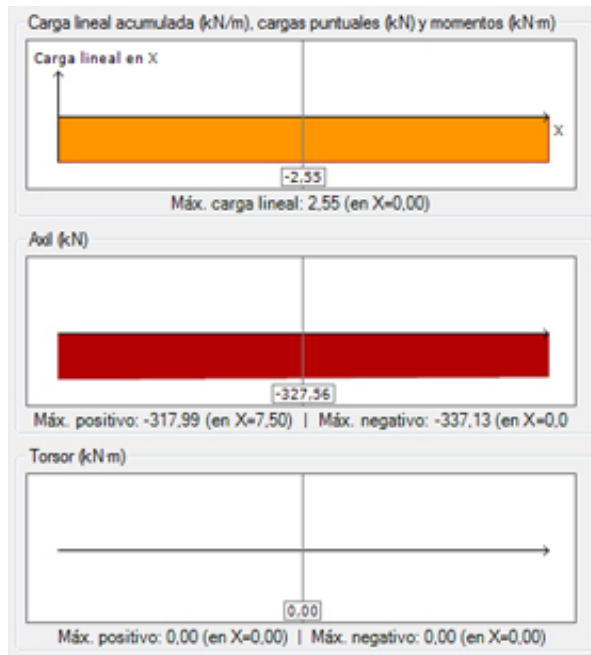 Carga lineal acumulada (kN/m), cargas puntuales (kN) y momentos (kN·m)
Carga lineal en X
X
-2,55
Máx. carga lineal: 2,55 (en X=0,00)
Axil (kN)
-327,56
Máx. positivo: -317,99 (en X=7,50) | Máx. negativo: -337,13 (en X=0,0
Torsor (kN·m)
0,00
Máx. positivo: 0,00 (en X=0,00) | Máx. negativo: 0,00 (en X=0,00)